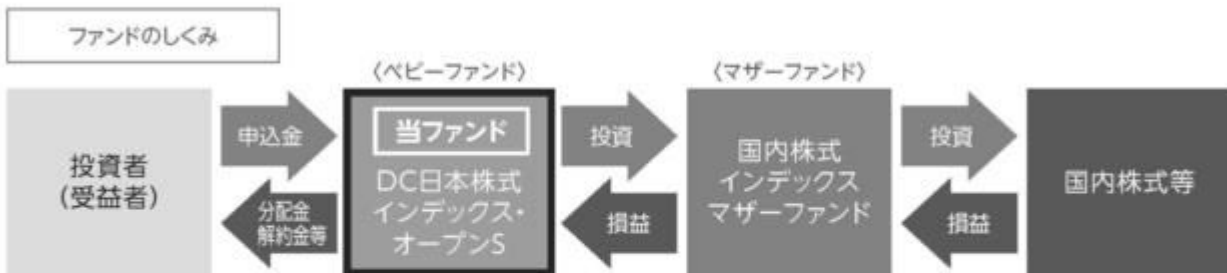 ファンドのしくみ
〈ベビーファンド〉
〈マザーファンド〉
投資者
(受益者)
申込金
分配金
解約金等
当ファンド
DC日本株式
インデックス・
オープンS
投資
損益
国内株式
インデックス
マザーファンド
投資
損益
国内株式等